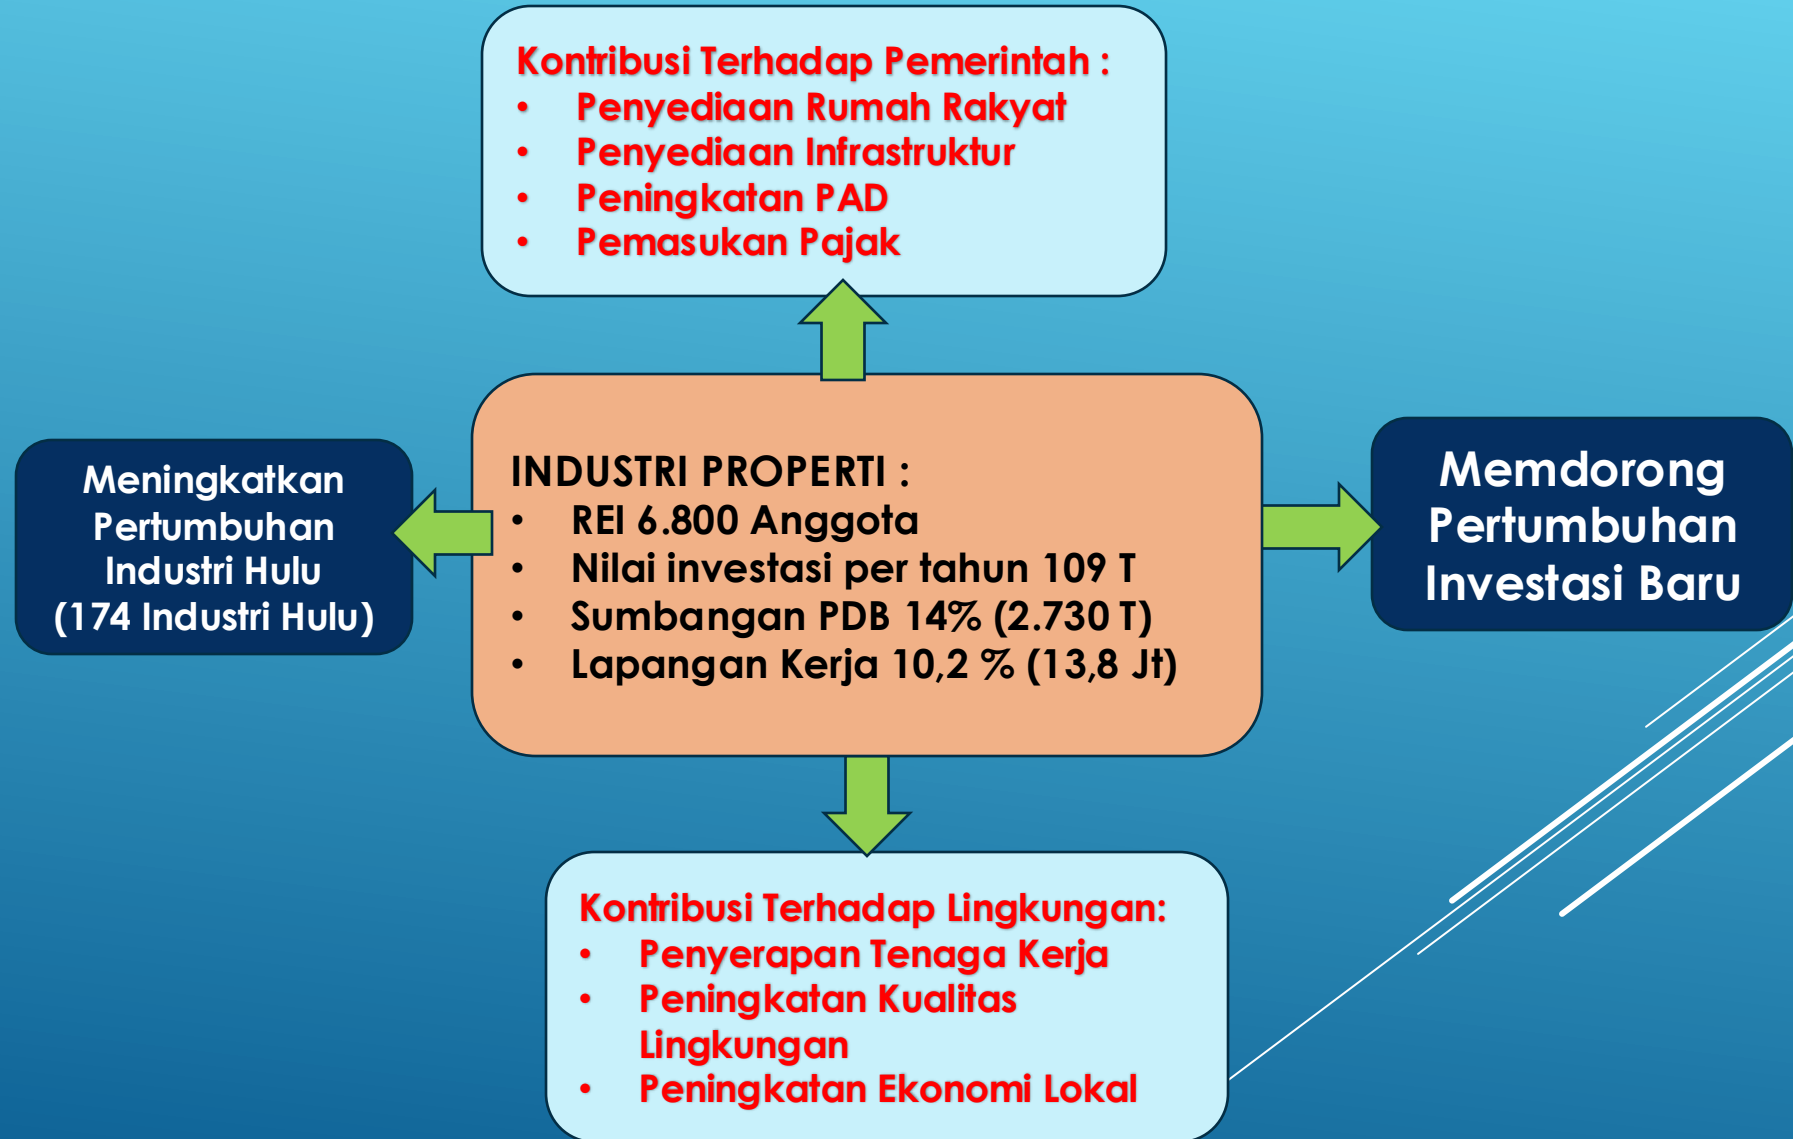 Kontribusi Terhadap Pemerintah :
• Penyediaan Rumah Rakyat
• Penyediaan Infrastruktur
• Peningkatan PAD
• Pemasukan Pajak
Meningkatkan
Pertumbuhan
Industri Hulu
(174 Industri Hulu)
INDUSTRI PROPERTI :
• REI 6.800 Anggota
• Nilai investasi per tahun 109 T
• Sumbangan PDB 14% (2.730 T)
• Lapangan Kerja 10,2 % (13,8 Jt)
Memdorong
Pertumbuhan
Investasi Baru
Kontribusi Terhadap Lingkungan:
• Penyerapan Tenaga Kerja
• Peningkatan Kualitas
Lingkungan
• Peningkatan Ekonomi Lokal